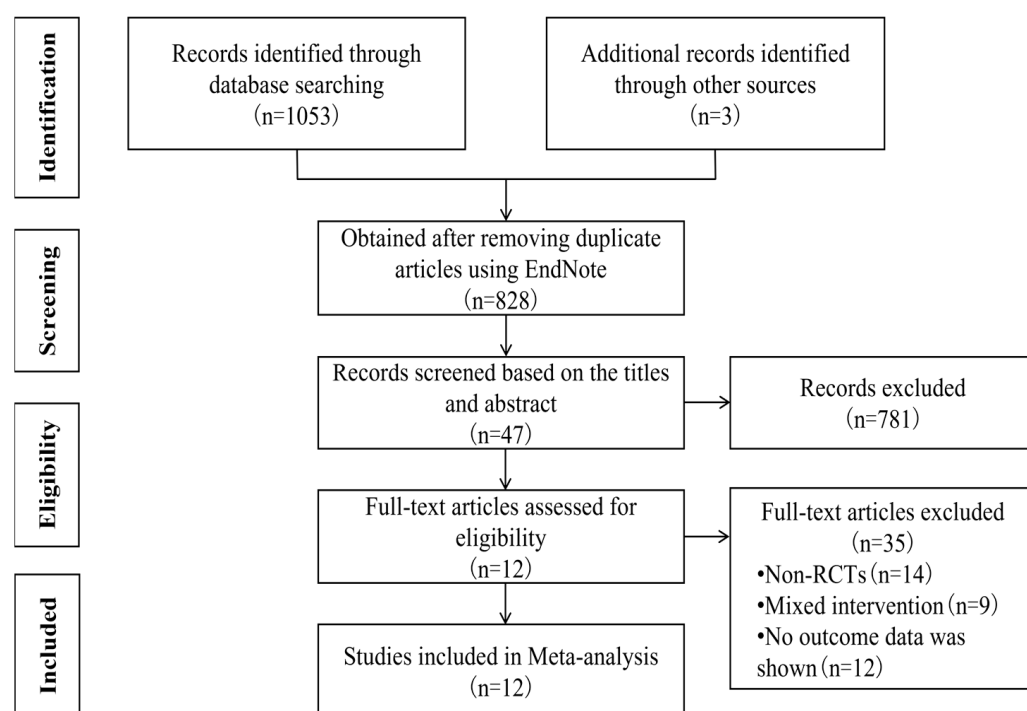 Identification
Records identified through
database searching
(n=1053)
Additional records identified
through other sources
(n=3)
Screening
Obtained after removing duplicate
articles using EndNote
(n=828)
Records screened based on the titles
and abstract
(n=47)
Records excluded
(n=781)
Eligibility
Full-text articles assessed for
eligibility
(n=12)
Full-text articles excluded
(n=35)
•Non-RCTs(n=14)
•Mixed intervention(n=9)
•No outcome data was
shown(n=12)
Included
Studies included in Meta-analysis
(n=12)